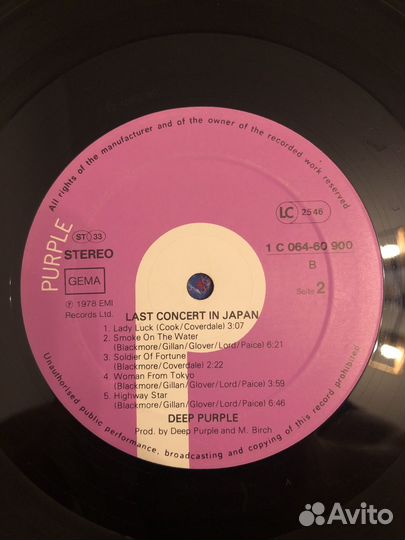 All rights of the manufacturer and of the owner of the recorded work reserved
PURPLE
ST 33
STEREO
GEMA
℗ 1978 EMI
Records Ltd.
LC 2546
1 C 064-60 900
B
Seite 2
LAST CONCERT IN JAPAN
1. Lady Luck (Cook/Coverdale) 3:07
2. Smoke On The Water
(Blackmore/Gillan/Glover/Lord/Paice) 6:21
3. Soldier Of Fortune
(Blackmore/Coverdale) 2:22
4. Woman From Tokyo
(Blackmore/Gillan/Glover/Lord/Paice) 3:59
5. Highway Star
(Blackmore/Gillan/Glover/Lord/Paice) 6:46
DEEP PURPLE
Prod. by Deep Purple and M. Birch
Unauthorised public performance, broadcasting and copying of this record prohibited
Avito